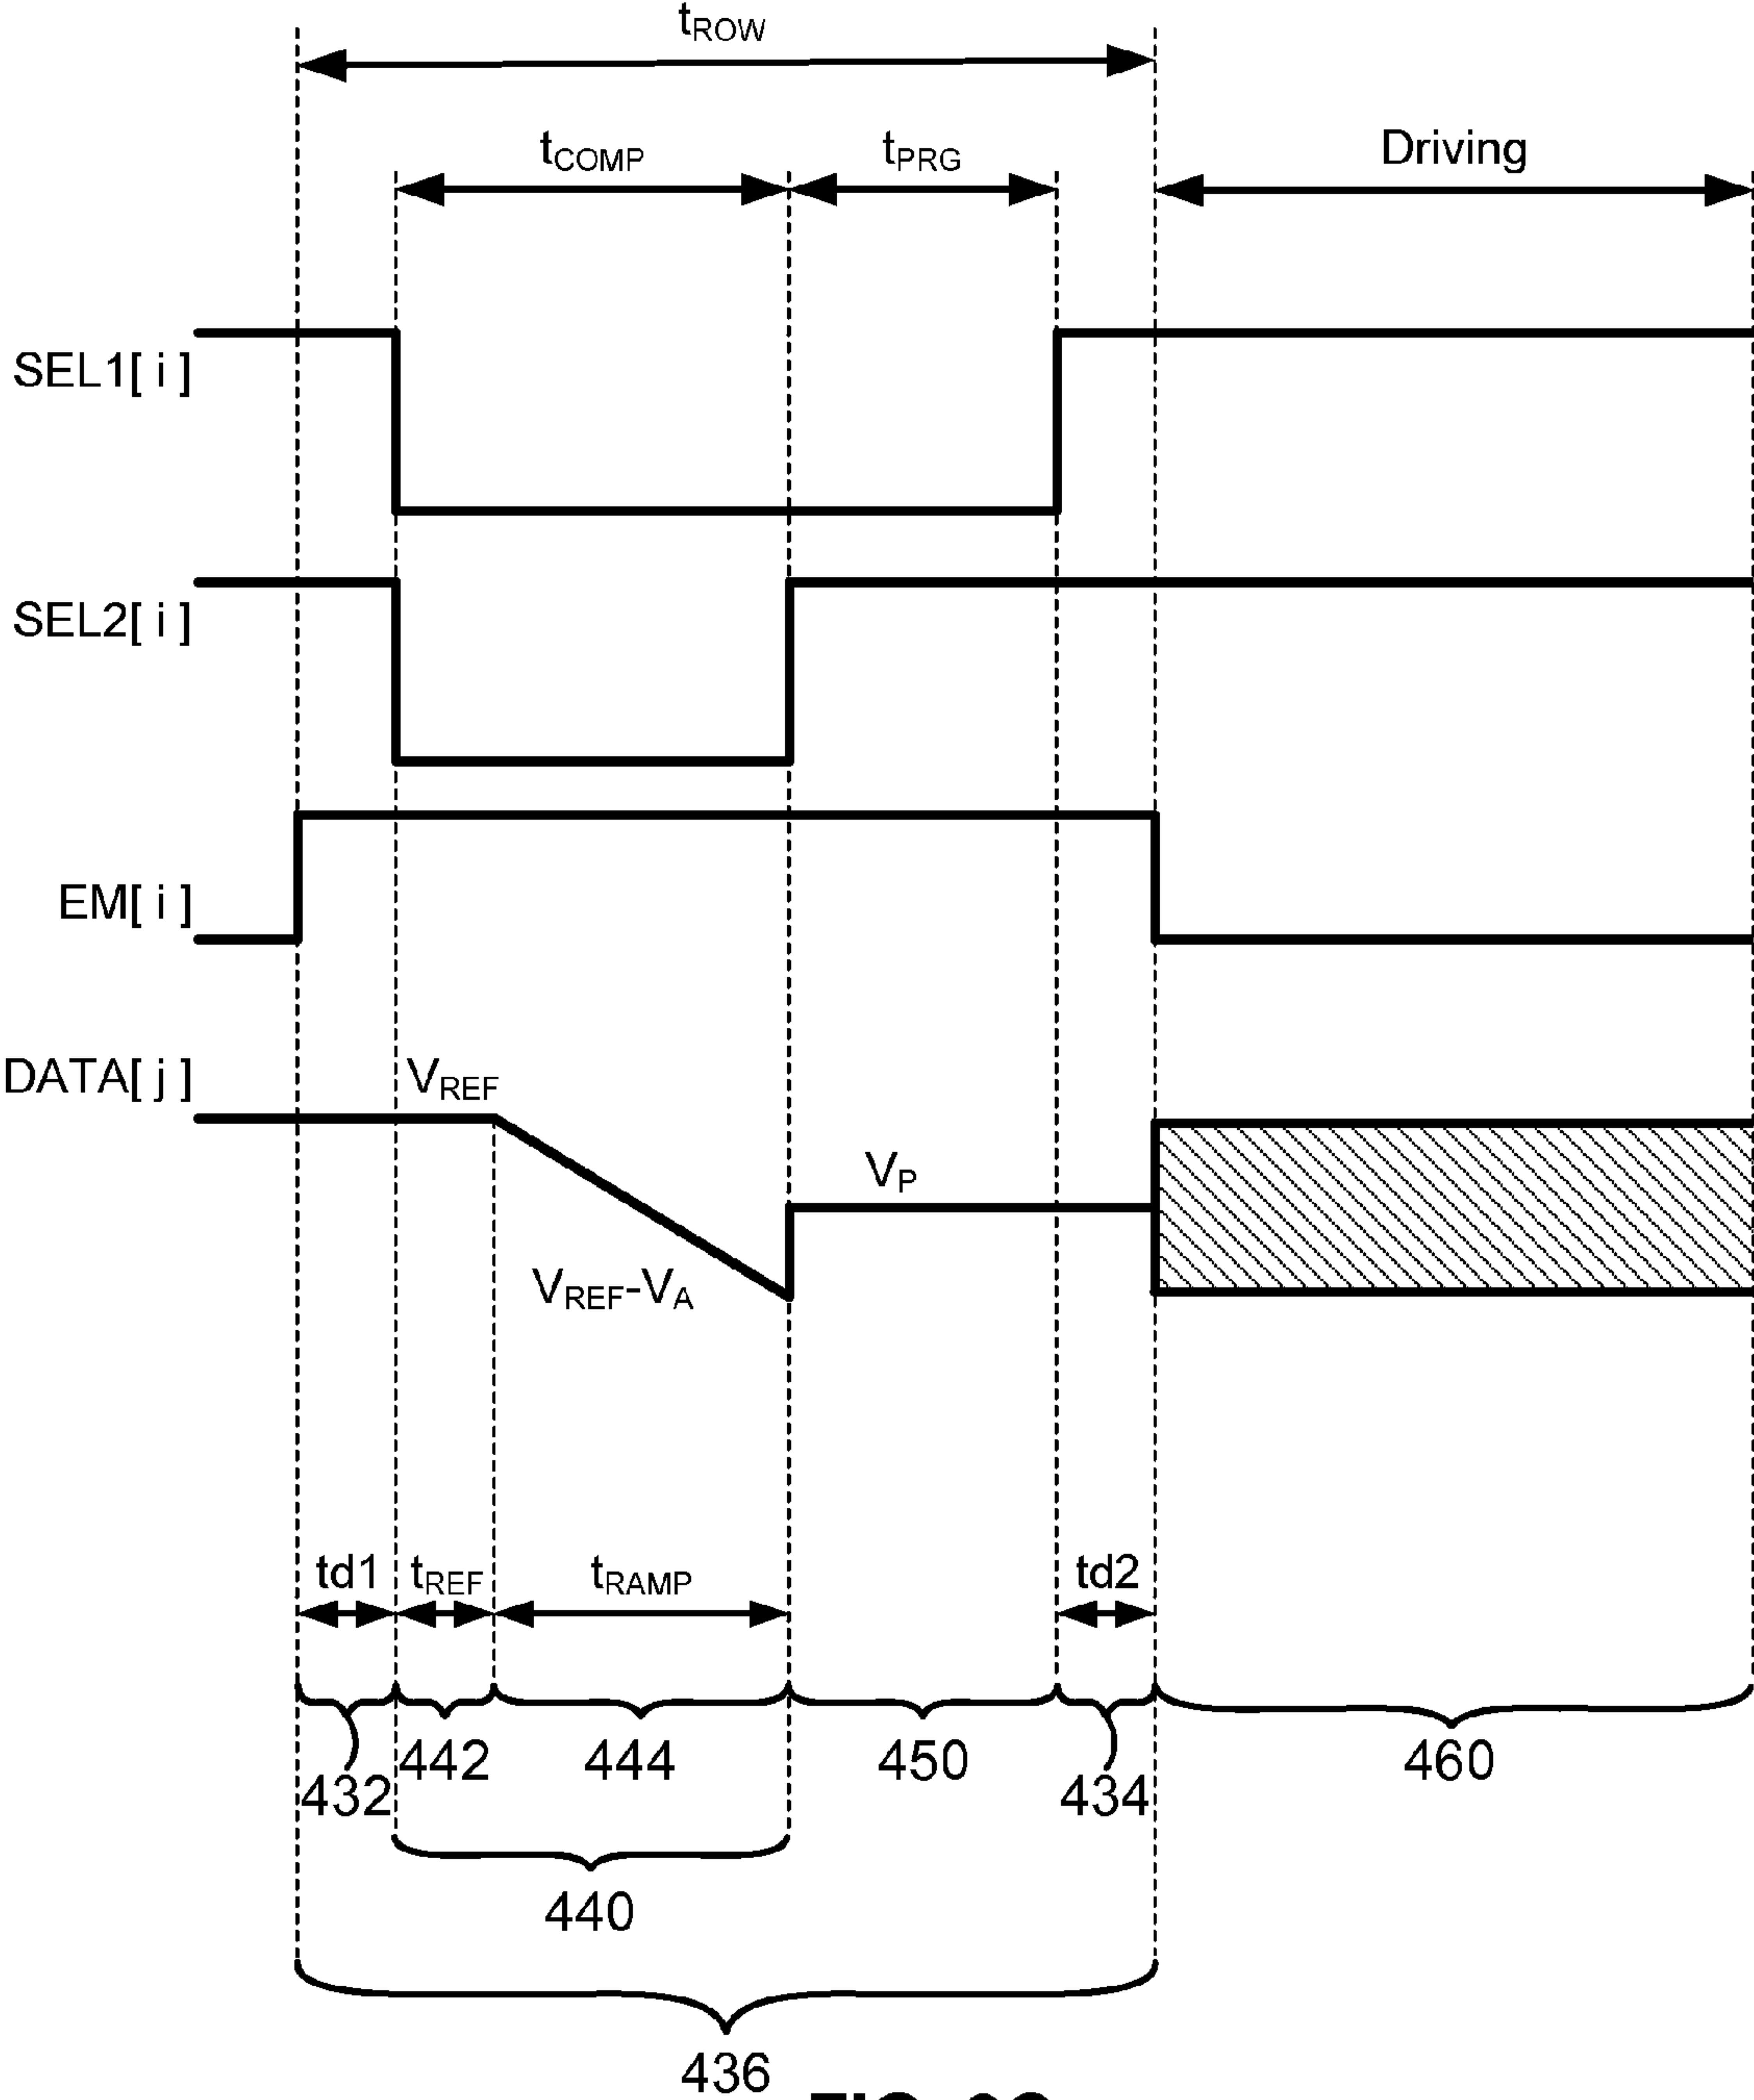 tROW
tCOMP tPRG Driving
SEL1[ i ]
SEL2[ i ]
EM[ i ]
DATA[ j ]
VREF
VP
VREF-VA
td1 tREF tRAMP td2
442 444 450 460
432 434
440
436